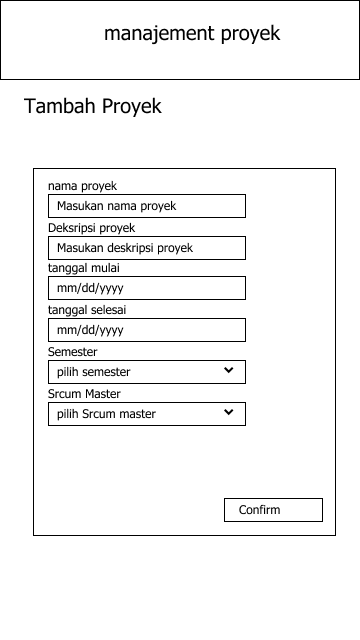 manajement proyek
Tambah Proyek
nama proyek
Masukan nama proyek
Deksripsi proyek
Masukan deskripsi proyek
tanggal mulai
mm/dd/yyyy
tanggal selesai
mm/dd/yyyy
Semester
pilih semester
Srcum Master
pilih Srcum master
Confirm